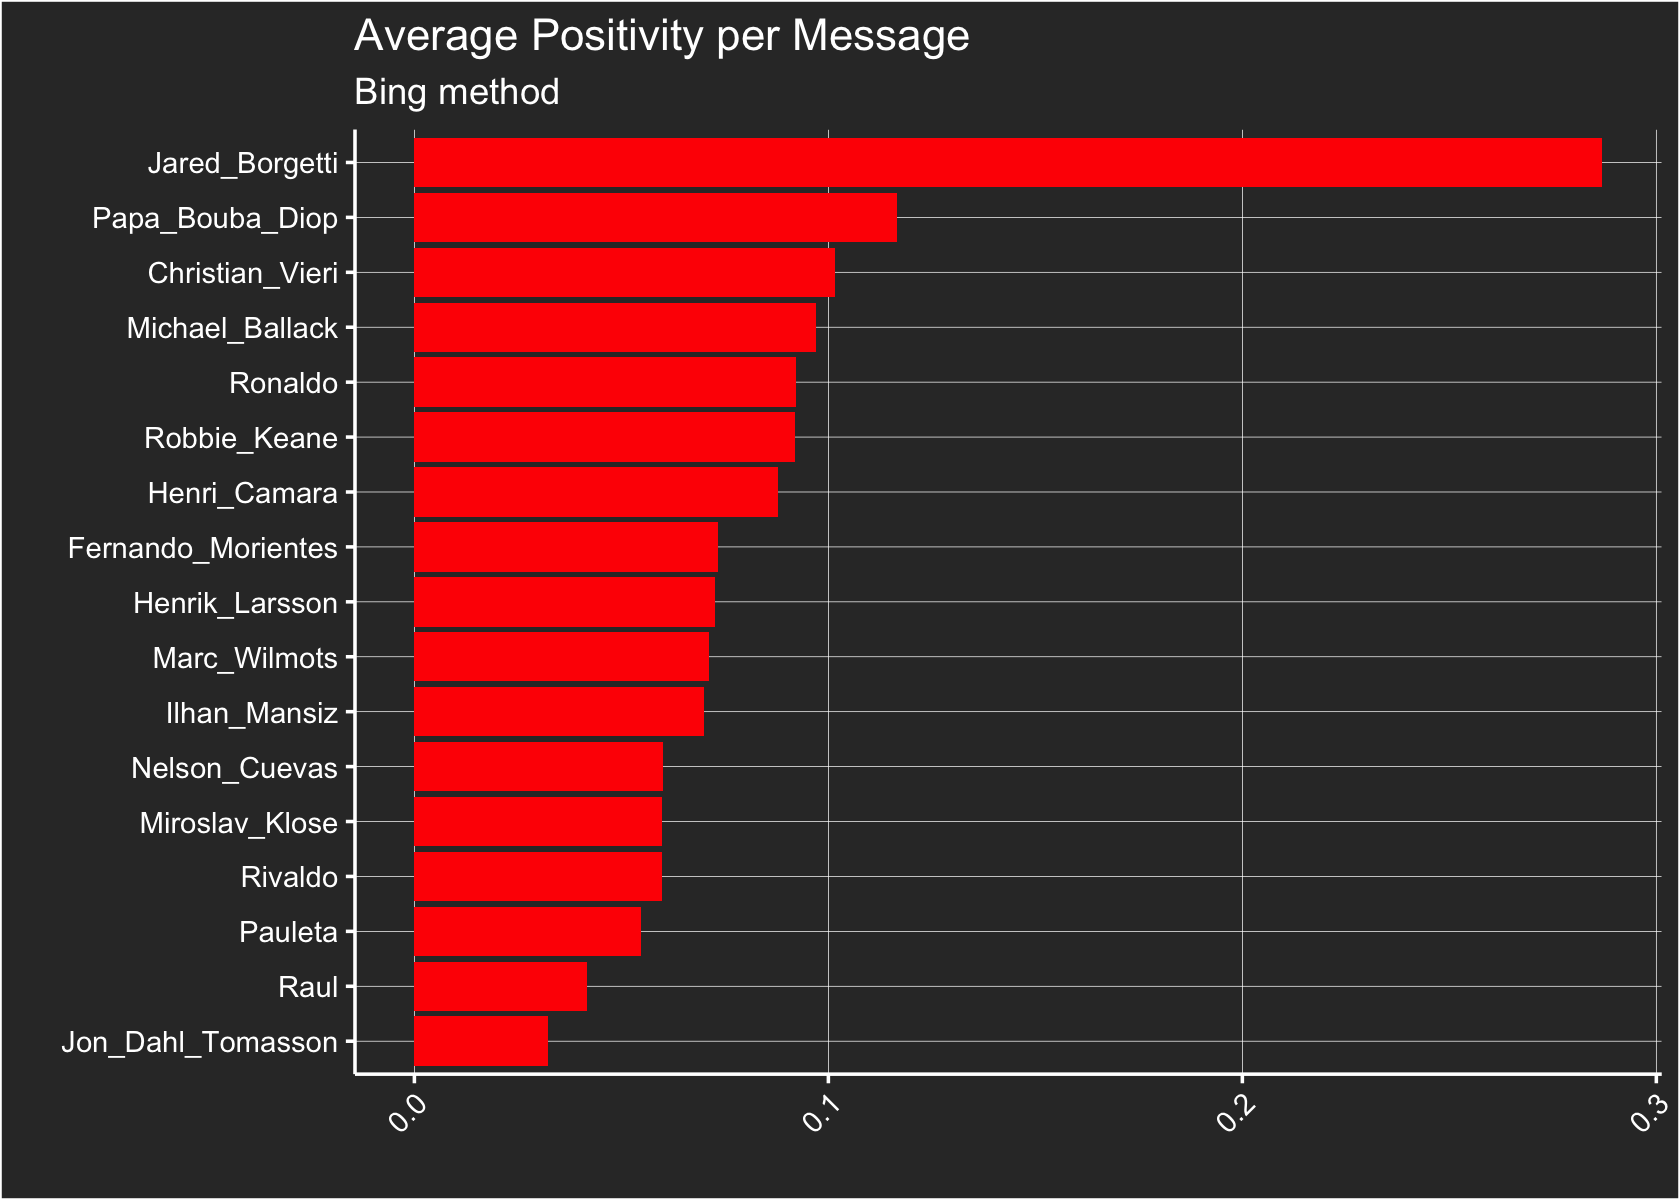 Average Positivity per Message
Bing method
Jared_Borgetti
Papa_Bouba_Diop
Christian_Vieri
Michael_Ballack
Ronaldo
Robbie_Keane
Henri_Camara
Fernando_Morientes
Henrik_Larsson
Marc_Wilmots
Ilhan_Mansiz
Nelson_Cuevas
Miroslav_Klose
Rivaldo
Pauleta
Raul
Jon_Dahl_Tomasson
0.0
0.1
0.2
0.3